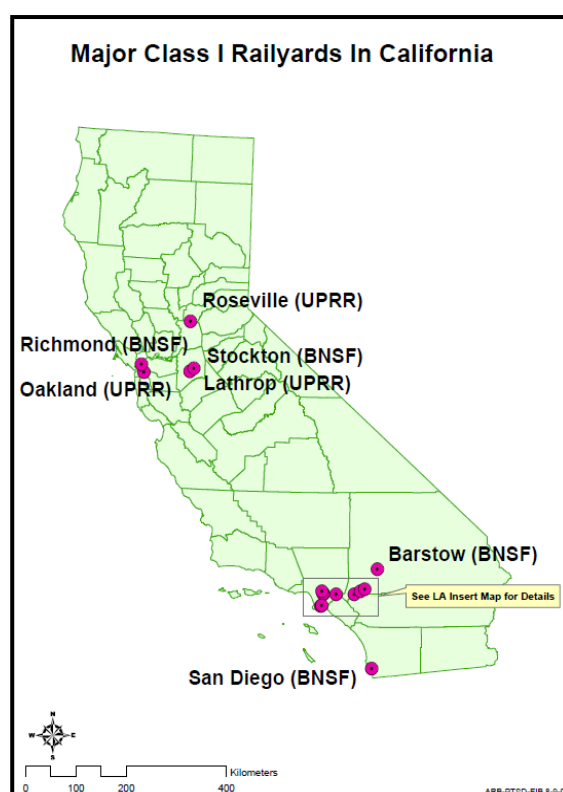 Major Class I Railyards In California
Roseville (UPRR)
Richmond (BNSF)
Stockton (BNSF)
Oakland (UPRR)
Lathrop (UPRR)
Barstow (BNSF)
See LA Insert Map for Details
San Diego (BNSF)
N
W E
S
Kilometers
0 100 200 400